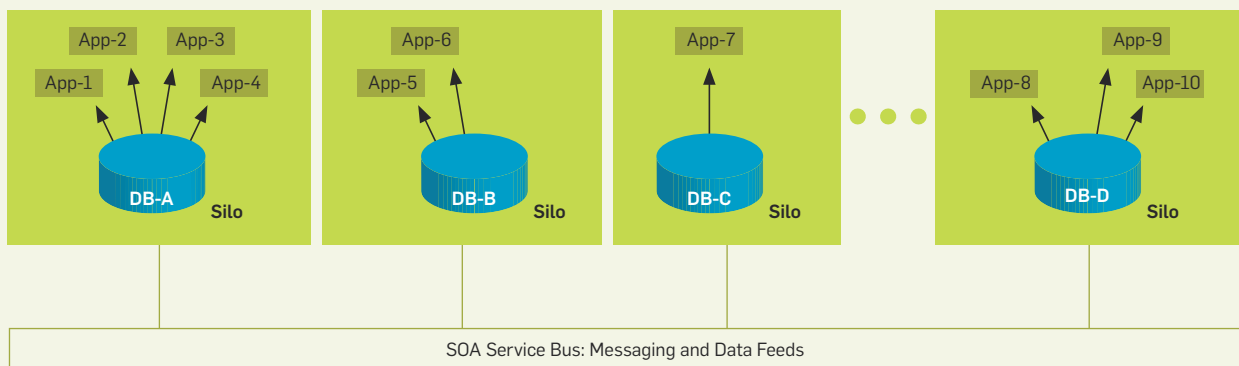 App-2
App-3
App-1
App-4
DB-A
Silo
App-6
App-5
DB-B
Silo
App-7
DB-C
Silo
App-9
App-8
App-10
DB-D
Silo
SOA Service Bus: Messaging and Data Feeds